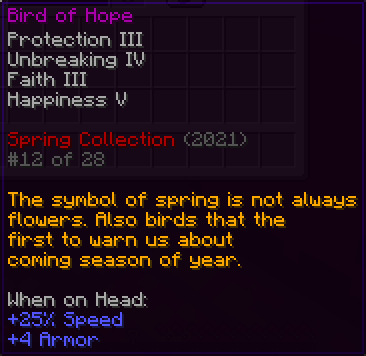 Bird of Hope
Protection III
Unbreaking IV
Faith III
Happiness V
Spring Collection (2021)
#12 of 28
The symbol of spring is not always
flowers. Also birds that the
first to warn us about
coming season of year.
When on Head:
+25% Speed
+4 Armor